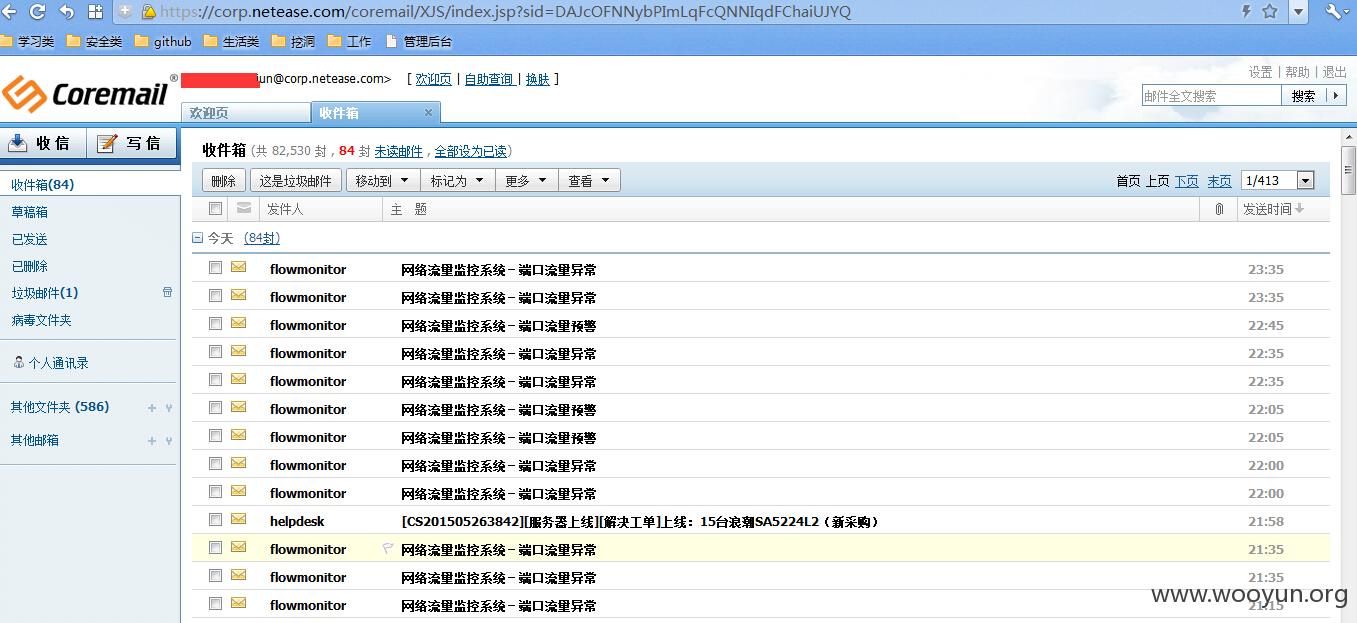 https://corp.netease.com/coremail/XJS/index.jsp?sid=DAJcOFNNybPImLqFcQNNIqdFChaiUJYQ
学习类 安全类 github 生活类 挖洞 工作 管理后台
Coremail® iun@corp.netease.com> [ 欢迎页 | 自助查询 | 换肤 ]
设置 | 帮助 | 退出
邮件全文搜索 搜索
欢迎页 收件箱 ×
收信 写信
收件箱 (共 82,530 封 , 84 封 未读邮件 , 全部设为已读)
删除 这是垃圾邮件 移动到 标记为 更多 查看 首页 上页 下页 末页 1/413
发件人 主 题 发送时间
今天 (84封)
收件箱(84)
草稿箱
已发送
已删除
垃圾邮件(1)
病毒文件夹
个人通讯录
其他文件夹 (586)
其他邮箱
flowmonitor 网络流量监控系统－端口流量异常 23:35
flowmonitor 网络流量监控系统－端口流量异常 23:35
flowmonitor 网络流量监控系统－端口流量预警 22:45
flowmonitor 网络流量监控系统－端口流量异常 22:35
flowmonitor 网络流量监控系统－端口流量异常 22:35
flowmonitor 网络流量监控系统－端口流量预警 22:05
flowmonitor 网络流量监控系统－端口流量预警 22:05
flowmonitor 网络流量监控系统－端口流量异常 22:00
flowmonitor 网络流量监控系统－端口流量异常 22:00
helpdesk [CS201505263842][服务器上线][解决工单]上线：15台浪潮SA5224L2（新采购） 21:58
flowmonitor 网络流量监控系统－端口流量异常 21:35
flowmonitor 网络流量监控系统－端口流量异常 21:35
flowmonitor 网络流量监控系统－端口流量异常 21:15
www.wooyun.org